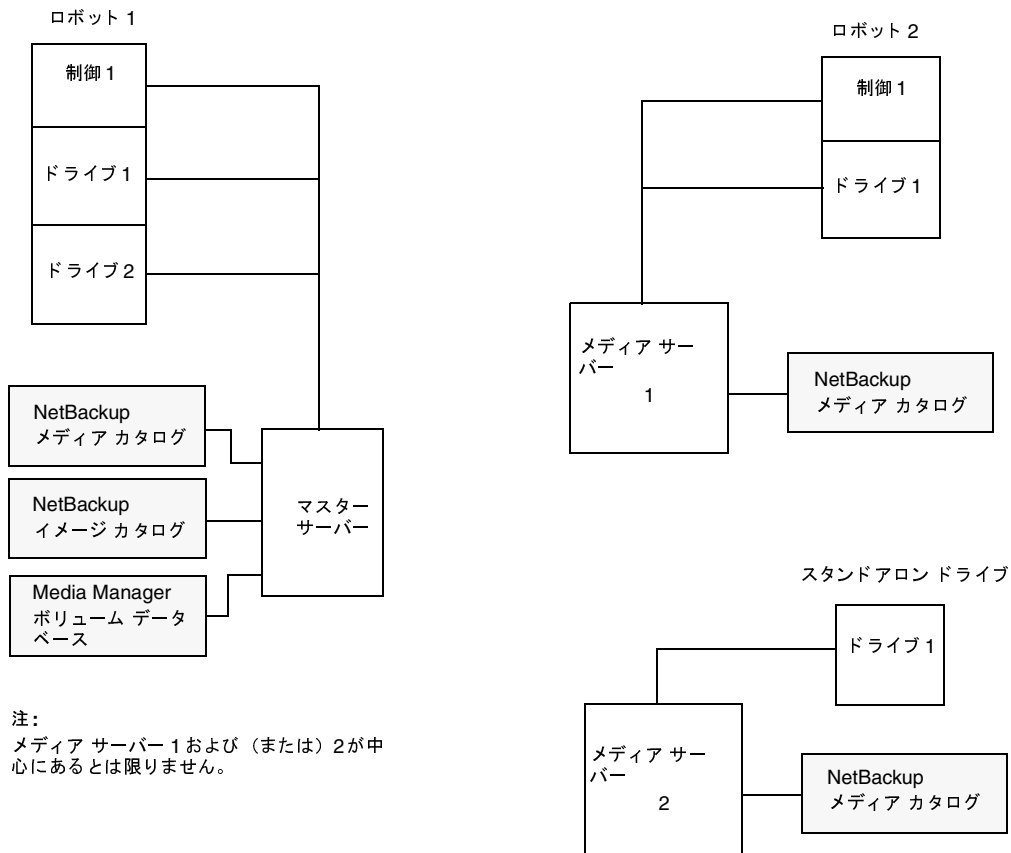 ロボット 1
制御 1
ドライブ 1
ドライブ 2
NetBackup
メディア カタログ
NetBackup
イメージ カタログ
Media Manager
ボリューム データ
ベース
マスター
サーバー
注:
メディア サーバー 1 および（または）2 が中
心にあるとは限りません。
ロボット 2
制御 1
ドライブ 1
メディア サー
バー
1
NetBackup
メディア カタログ
スタンドアロン ドライブ
ドライブ 1
メディア サー
バー
2
NetBackup
メディア カタログ